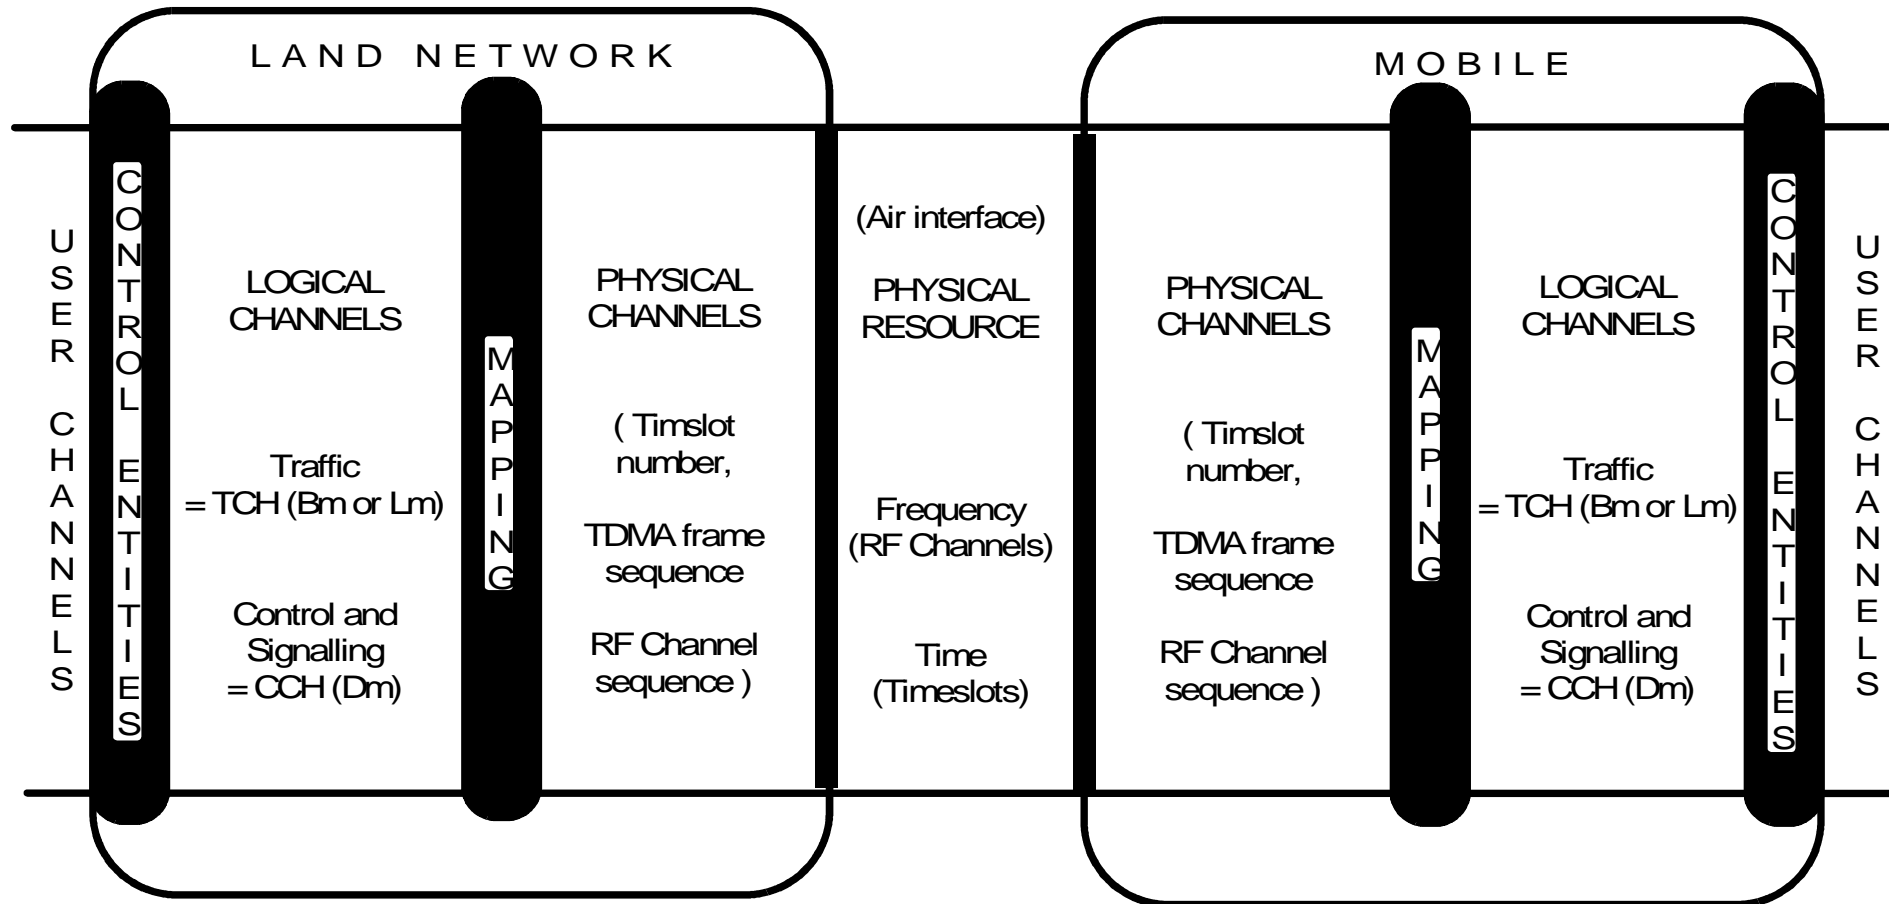 LAND NETWORK
MOBILE
USER CHANNELS
CONTROL ENTITIES
LOGICAL
CHANNELS
Traffic
= TCH (Bm or Lm)
Control and
Signalling
= CCH (Dm)
MAPPING
PHYSICAL
CHANNELS
( Timslot
number,
TDMA frame
sequence
RF Channel
sequence )
(Air interface)
PHYSICAL
RESOURCE
Frequency
(RF Channels)
Time
(Timeslots)
PHYSICAL
CHANNELS
( Timslot
number,
TDMA frame
sequence
RF Channel
sequence )
MAPPING
LOGICAL
CHANNELS
Traffic
= TCH (Bm or Lm)
Control and
Signalling
= CCH (Dm)
CONTROL ENTITIES
USER CHANNELS